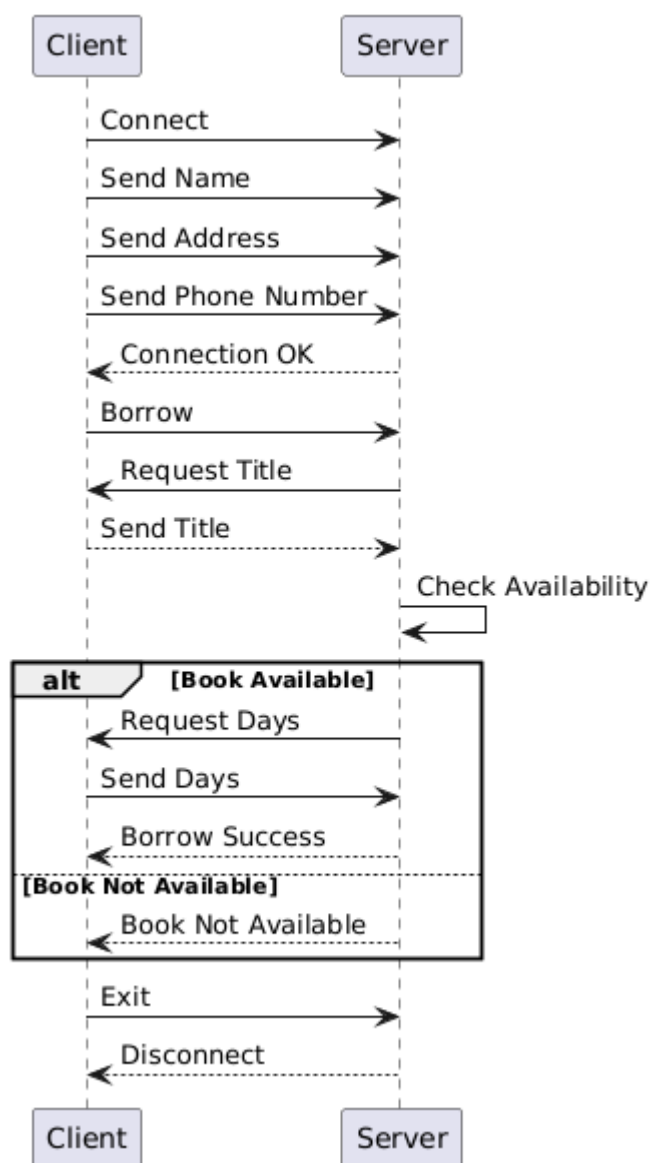 Client Server
Connect
Send Name
Send Address
Send Phone Number
Connection OK
Borrow
Request Title
Send Title
Check Availability
alt [Book Available]
Request Days
Send Days
Borrow Success
[Book Not Available]
Book Not Available
Exit
Disconnect
Client Server